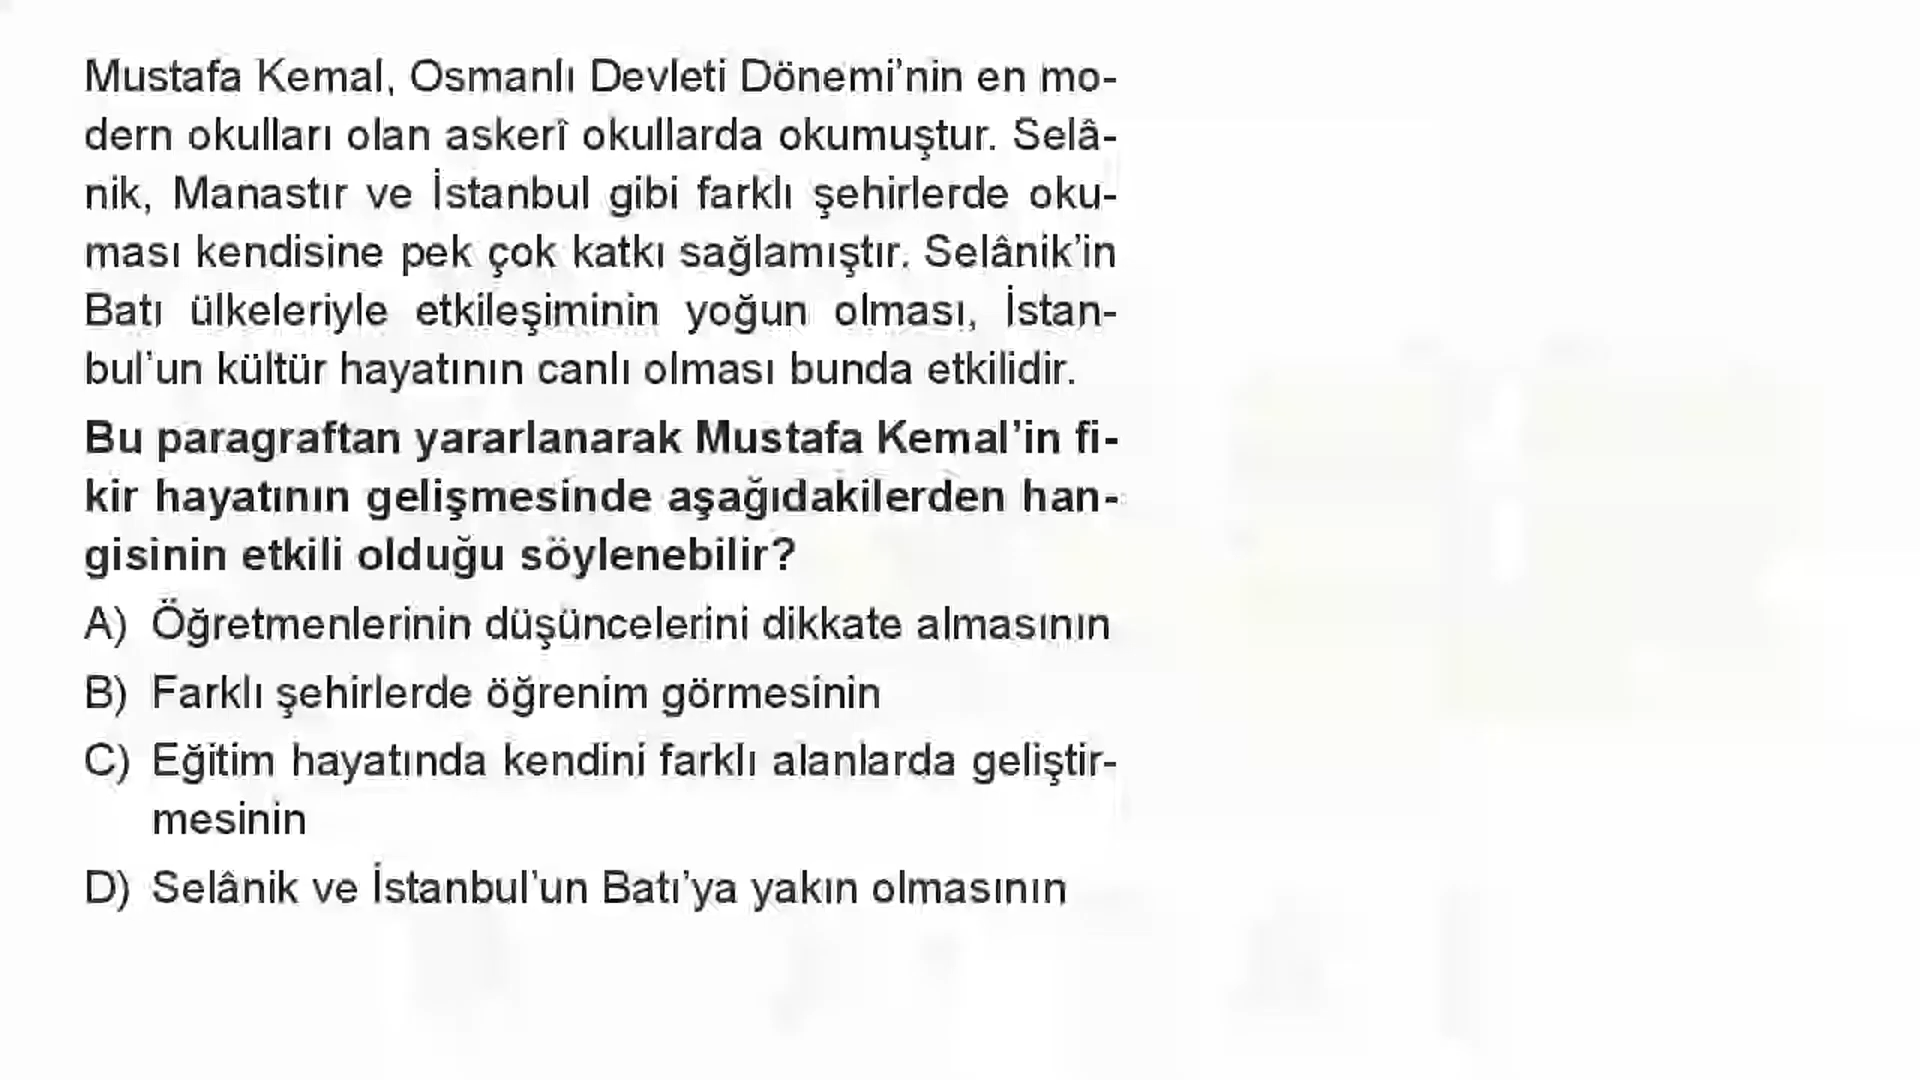 Mustafa Kemal, Osmanlı Devleti Dönemi’nin en mo-
dern okulları olan askerî okullarda okumuştur. Selâ-
nik, Manastır ve İstanbul gibi farklı şehirlerde oku-
ması kendisine pek çok katkı sağlamıştır. Selânik’in
Batı ülkeleriyle etkileşiminin yoğun olması, İstan-
bul’un kültür hayatının canlı olması bunda etkilidir.
Bu paragraftan yararlanarak Mustafa Kemal’in fi-
kir hayatının gelişmesinde aşağıdakilerden han-
gisinin etkili olduğu söylenebilir?
A) Öğretmenlerinin düşüncelerini dikkate almasının
B) Farklı şehirlerde öğrenim görmesinin
C) Eğitim hayatında kendini farklı alanlarda geliştir-
mesinin
D) Selânik ve İstanbul’un Batı’ya yakın olmasının